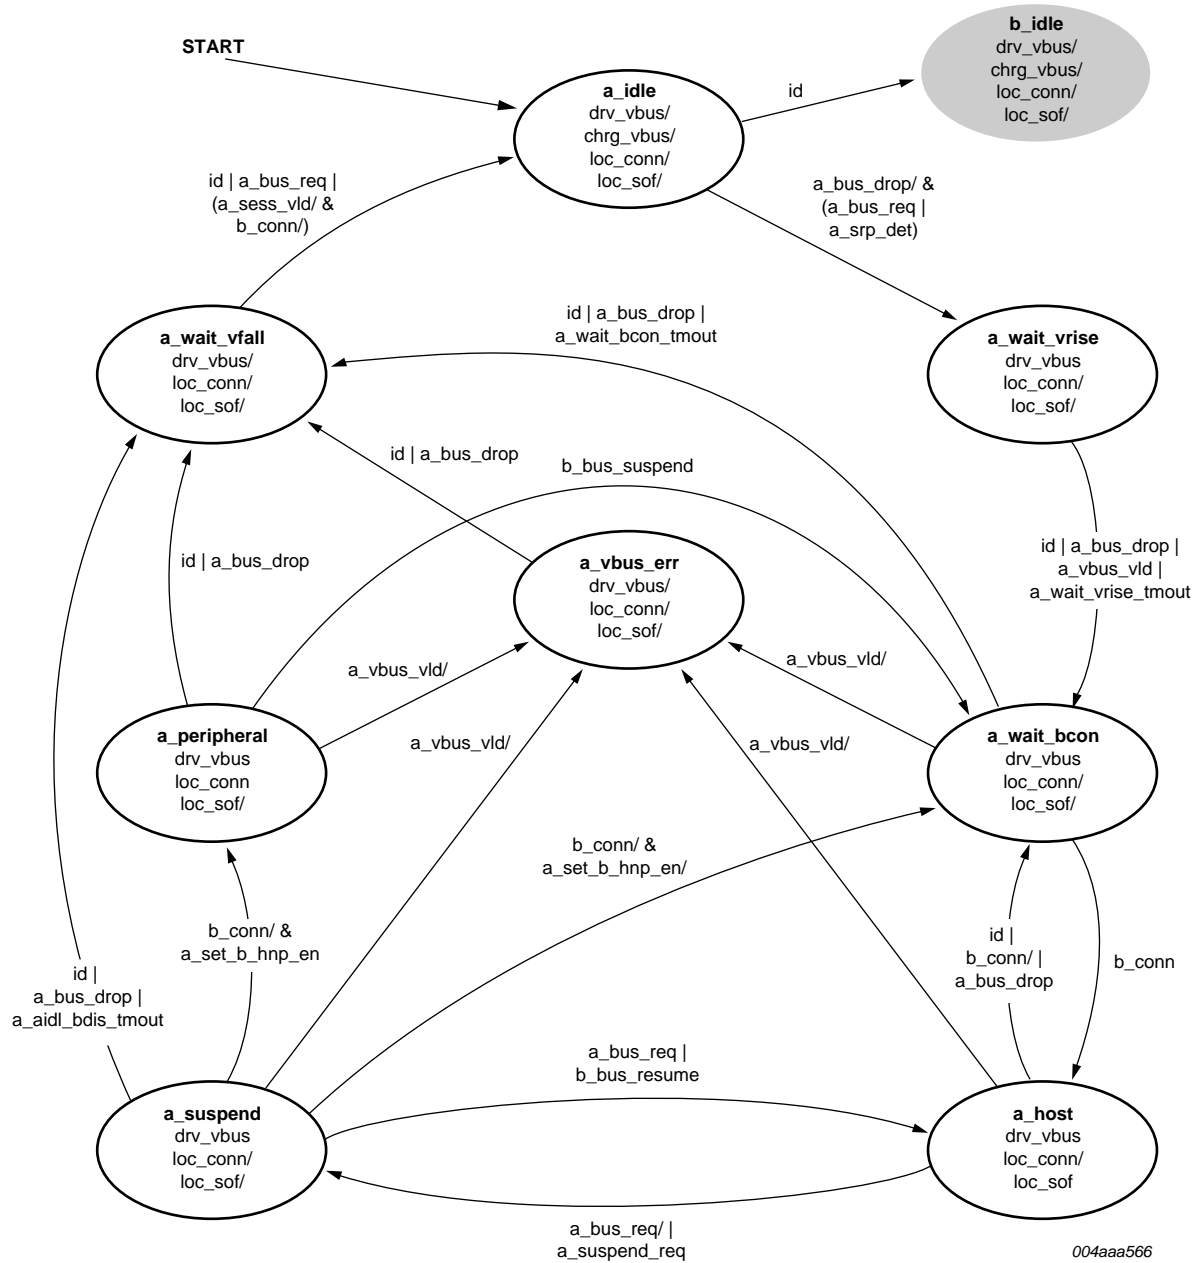 START
b_idle
drv_vbus/
chrg_vbus/
loc_conn/
loc_sof/
a_idle
drv_vbus/
chrg_vbus/
loc_conn/
loc_sof/
id
id | a_bus_req |
(a_sess_vld/ &
b_conn/)
a_bus_drop/ &
(a_bus_req |
a_srp_det)
a_wait_vfall
drv_vbus/
loc_conn/
loc_sof/
id | a_bus_drop |
a_wait_bcon_tmout
a_wait_vrise
drv_vbus
loc_conn/
loc_sof/
id | a_bus_drop
b_bus_suspend
id | a_bus_drop
a_vbus_err
drv_vbus/
loc_conn/
loc_sof/
id | a_bus_drop |
a_vbus_vld |
a_wait_vrise_tmout
a_vbus_vld/
a_vbus_vld/
a_peripheral
drv_vbus
loc_conn
loc_sof/
a_vbus_vld/
a_vbus_vld/
a_wait_bcon
drv_vbus
loc_conn/
loc_sof/
b_conn/ &
a_set_b_hnp_en/
b_conn/ &
a_set_b_hnp_en
id |
b_conn/ |
a_bus_drop
b_conn
id |
a_bus_drop |
a_aidl_bdis_tmout
a_bus_req |
b_bus_resume
a_suspend
drv_vbus
loc_conn/
loc_sof/
a_host
drv_vbus
loc_conn/
loc_sof
a_bus_req/ |
a_suspend_req
004aaa566